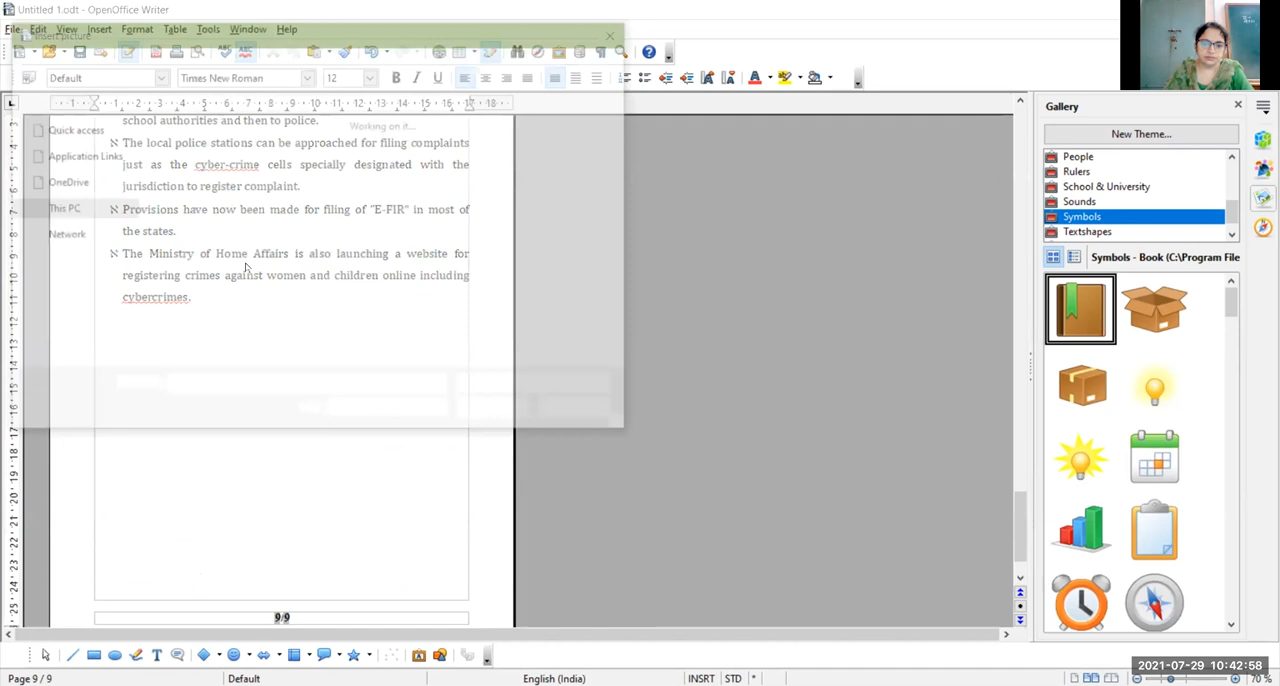 Untitled 1.odt - OpenOffice Writer
File Edit View Insert Format Table Tools Window Help
Insert picture
Default Times New Roman 12
Working on it...
Quick access
Application Links
OneDrive
This PC
Network
school authorities and then to police.
The local police stations can be approached for filing complaints
just as the cyber-crime cells specially designated with the
jurisdiction to register complaint.
Provisions have now been made for filing of "E-FIR" in most of
the states.
The Ministry of Home Affairs is also launching a website for
registering crimes against women and children online including
cybercrimes.
9/9
Gallery
New Theme...
People
Rulers
School & University
Sounds
Symbols
Textshapes
Symbols - Book (C:\Program File
Page 9 / 9 Default English (India) INSRT STD * 70 %
2021-07-29 10:42:58